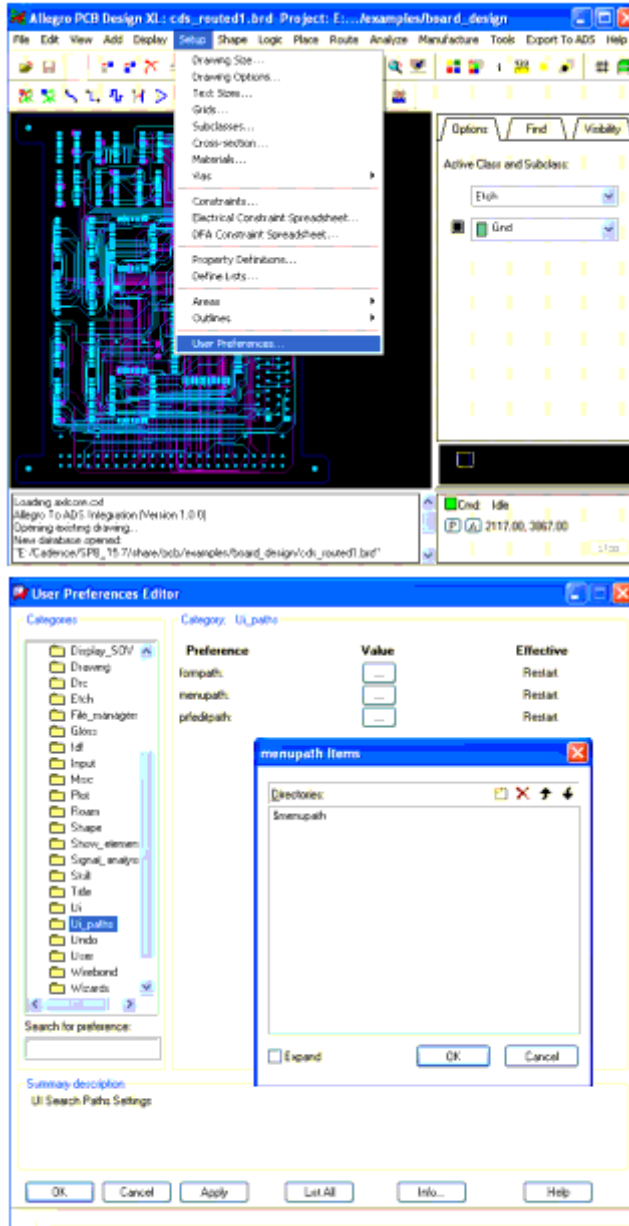 Allegro PCB Design XL: cds_routed1.brd Project: E:.../examples/board_design
File Edit View Add Display Setup Shape Logic Place Route Analyze Manufacture Tools Export To ADS Help
Drawing Size...
Drawing Options...
Text Sizes...
Grids...
Subclasses...
Cross-section...
Materials...
Vias
Constraints...
Electrical Constraint Spreadsheet...
DFA Constraint Spreadsheet...
Property Definitions...
Define Lists...
Areas
Outlines
User Preferences...
Options Find Visibility
Active Class and Subclass:
Etch
Gnd
Loading axlcore.cxt
Allegro To ADS Integration (Version 1.0.0)
Opening existing drawing...
New database opened:
"E:/Cadence/SPB_15.7/share/pcb/examples/board_design/cds_routed1.brd"
Cmd: Idle
P A 2117.00, 3867.00
Stop
User Preferences Editor
Categories
Category: Ui_paths
Display_SOV
Drawing
Drc
Etch
File_manager
Gloss
Idf
Input
Misc
Plot
Roam
Shape
Show_elemen
Signal_analys
Skill
Title
Ui
Ui_paths
Undo
User
Wirebond
Wizards
Preference Value Effective
formpath: ... Restart
menupath: ... Restart
prfeditpath: ... Restart
menupath Items
Directories:
$menupath
Expand OK Cancel
Search for preference:
Summary description
UI Search Paths Settings
OK Cancel Apply List All Info... Help